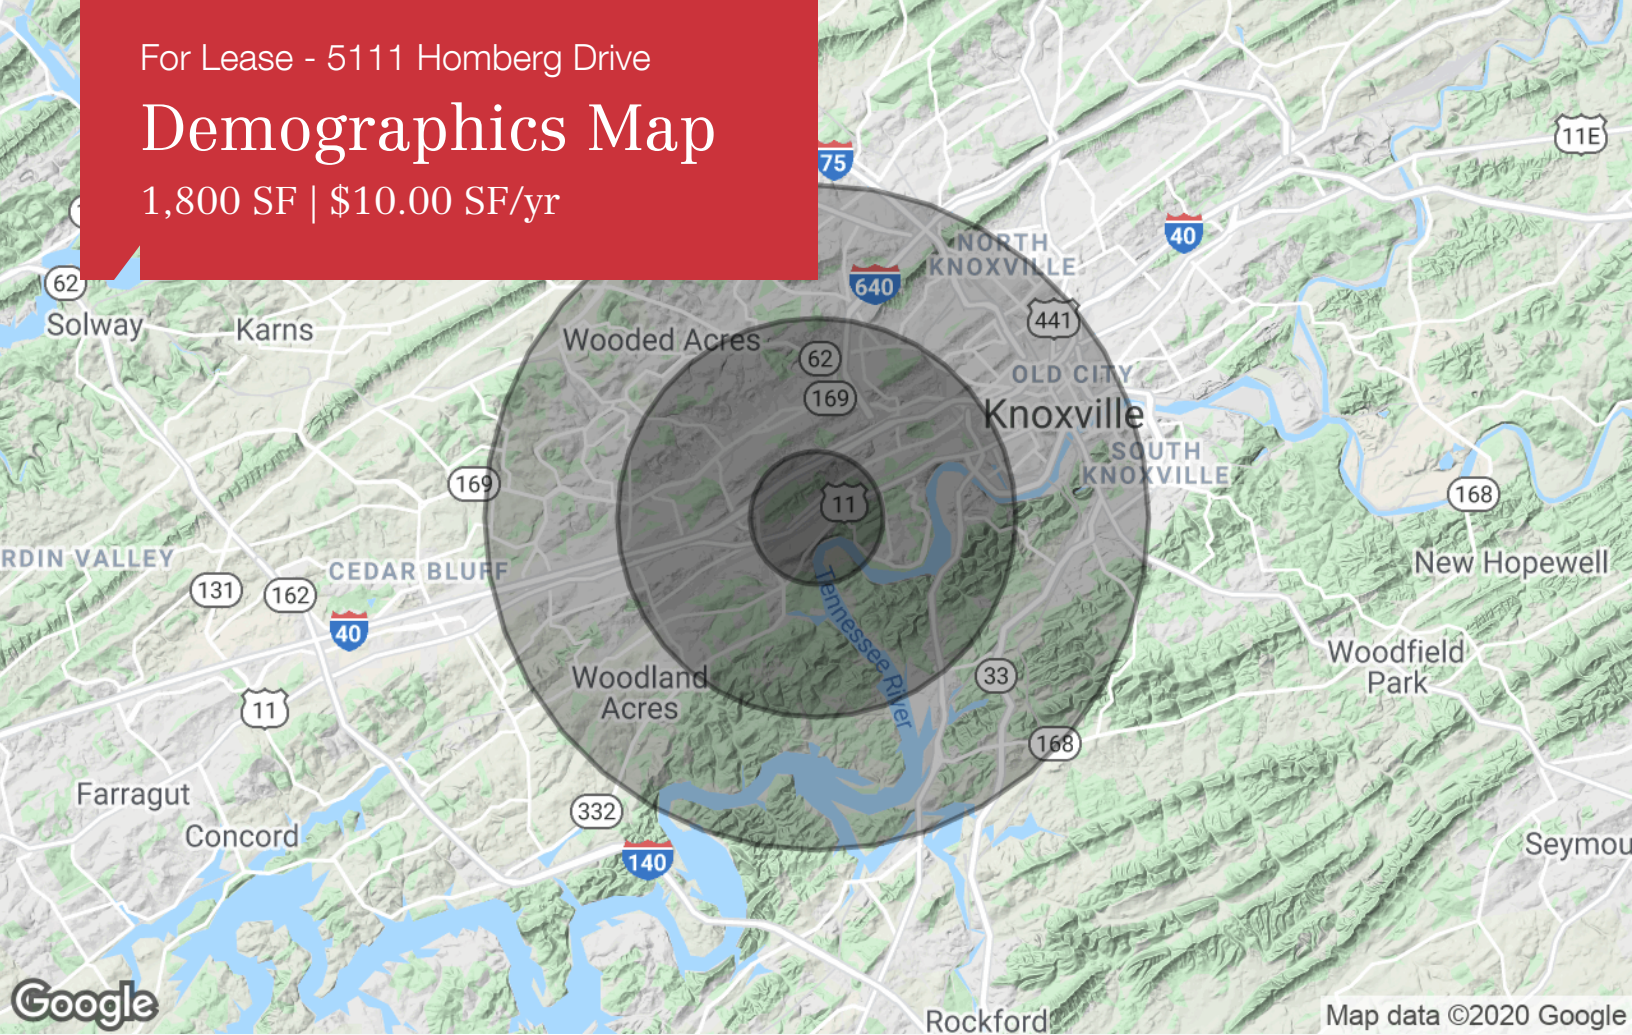 For Lease - 5111 Homberg Drive
Demographics Map
1,800 SF | $10.00 SF/yr
75
11E
40
NORTH
KNOXVILLE
62
640
Solway
Karns
441
Wooded Acres
62
OLD CITY
169
Knoxville
SOUTH
KNOXVILLE
169
11
168
RDIN VALLEY
CEDAR BLUFF
New Hopewell
131
162
40
Tennessee River
Woodfield
Park
Woodland
Acres
33
11
168
Farragut
332
Concord
Seymou
140
Google
Rockford
Map data ©2020 Google